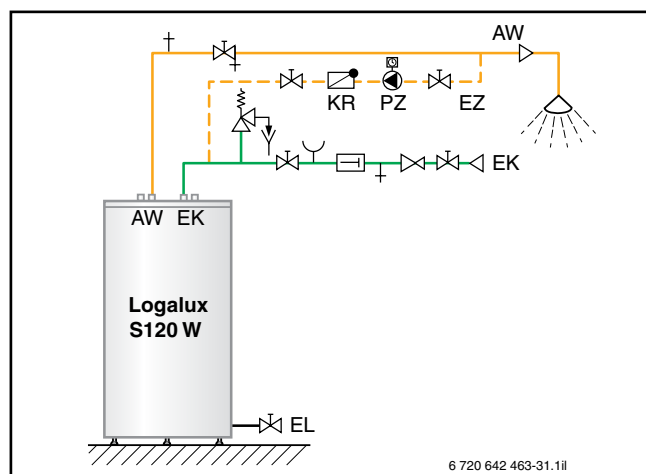 AW
KR PZ EZ
EK
AW EK
Logalux
S120 W
EL
6 720 642 463-31.1il